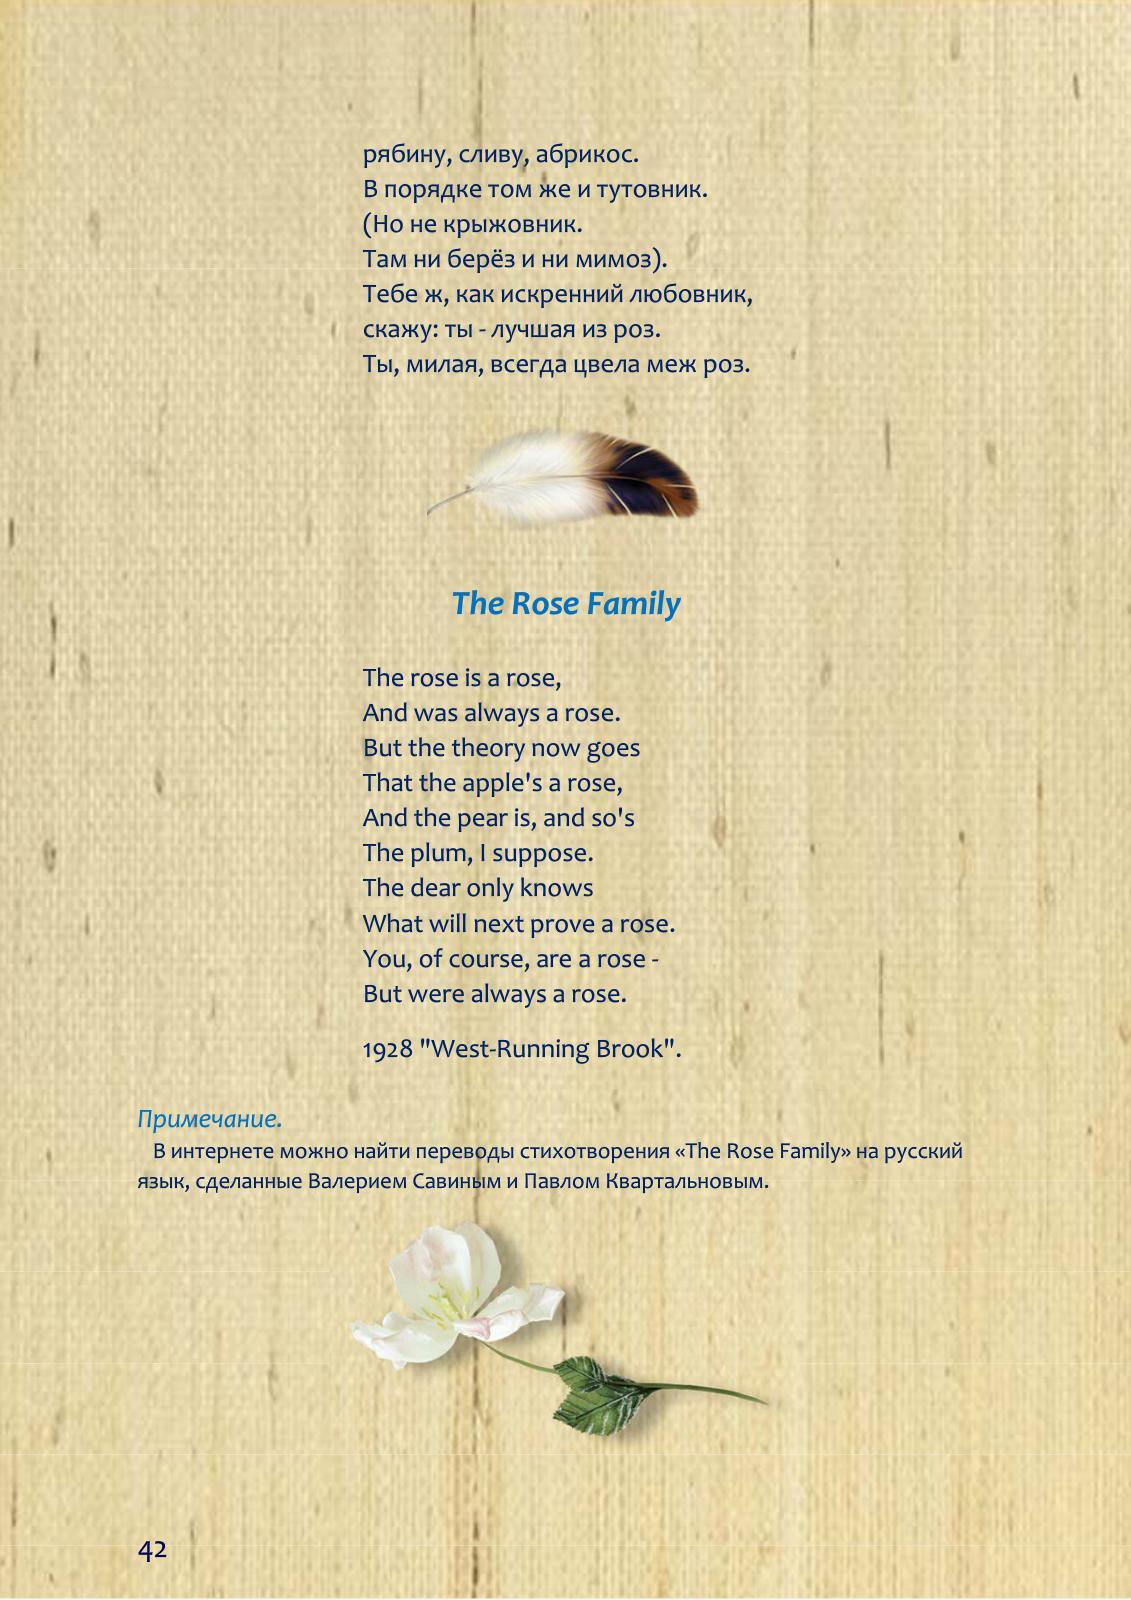 рябину, сливу, абрикос.
В порядке том же и тутовник.
(Но не крыжовник.
Там ни берёз и ни мимоз).
Тебе ж, как искренний любовник,
скажу: ты - лучшая из роз.
Ты, милая, всегда цвела меж роз.
The Rose Family
The rose is a rose,
And was always a rose.
But the theory now goes
That the apple's a rose,
And the pear is, and so's
The plum, I suppose.
The dear only knows
What will next prove a rose.
You, of course, are a rose -
But were always a rose.
1928 "West-Running Brook".
Примечание.
В интернете можно найти переводы стихотворения «The Rose Family» на русский
язык, сделанные Валерием Савиным и Павлом Квартальновым.
42